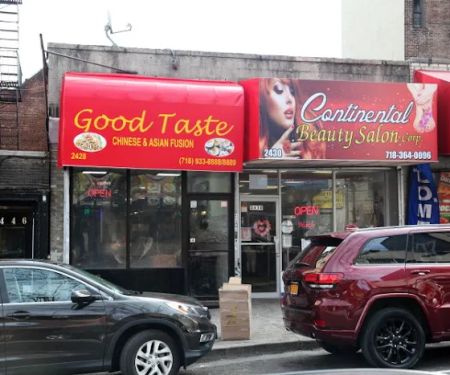 Good Taste
CHINESE & ASIAN FUSION
2428
(718) 933-8888/8889
Continental
Beauty Salon Corp.
2430
718-364-0096
OPEN
OPEN
2430
446